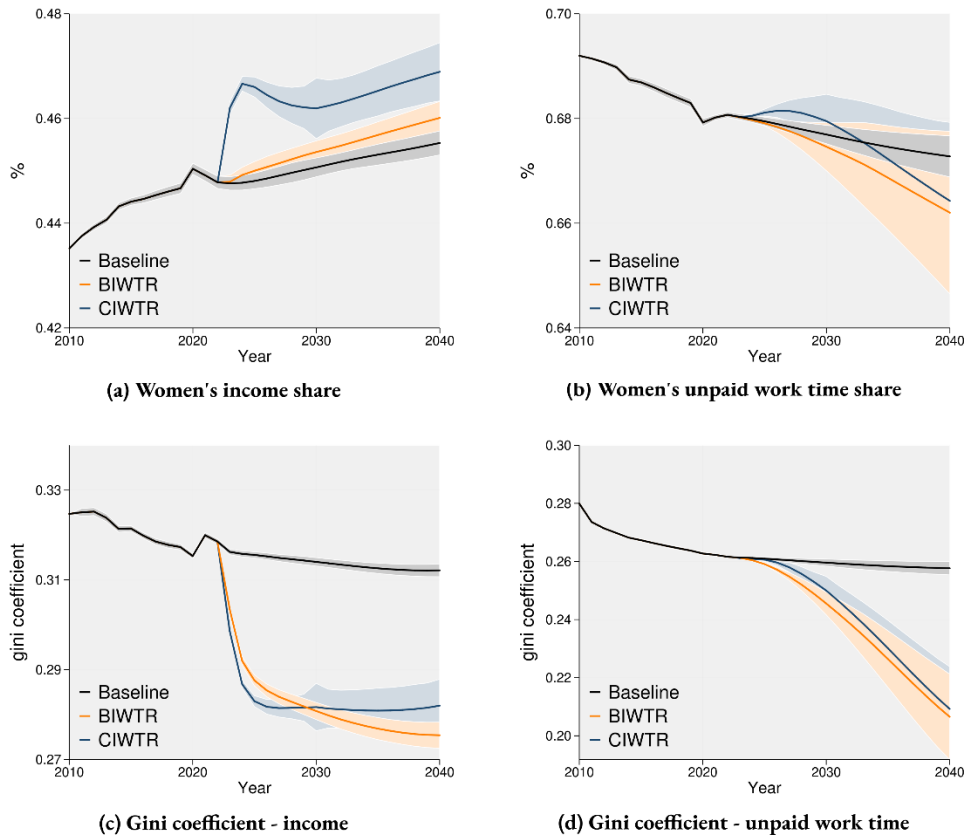 0.48
0.46
0.44
0.42
%
Baseline
BIWTR
CIWTR
2010
2020
2030
2040
Year
(a) Women's income share
0.70
0.68
0.66
0.64
%
Baseline
BIWTR
CIWTR
2010
2020
2030
2040
Year
(b) Women's unpaid work time share
0.33
0.31
0.29
0.27
gini coefficient
Baseline
BIWTR
CIWTR
2010
2020
2030
2040
Year
(c) Gini coefficient - income
0.30
0.28
0.26
0.24
0.22
0.20
gini coefficient
Baseline
BIWTR
CIWTR
2010
2020
2030
2040
Year
(d) Gini coefficient - unpaid work time